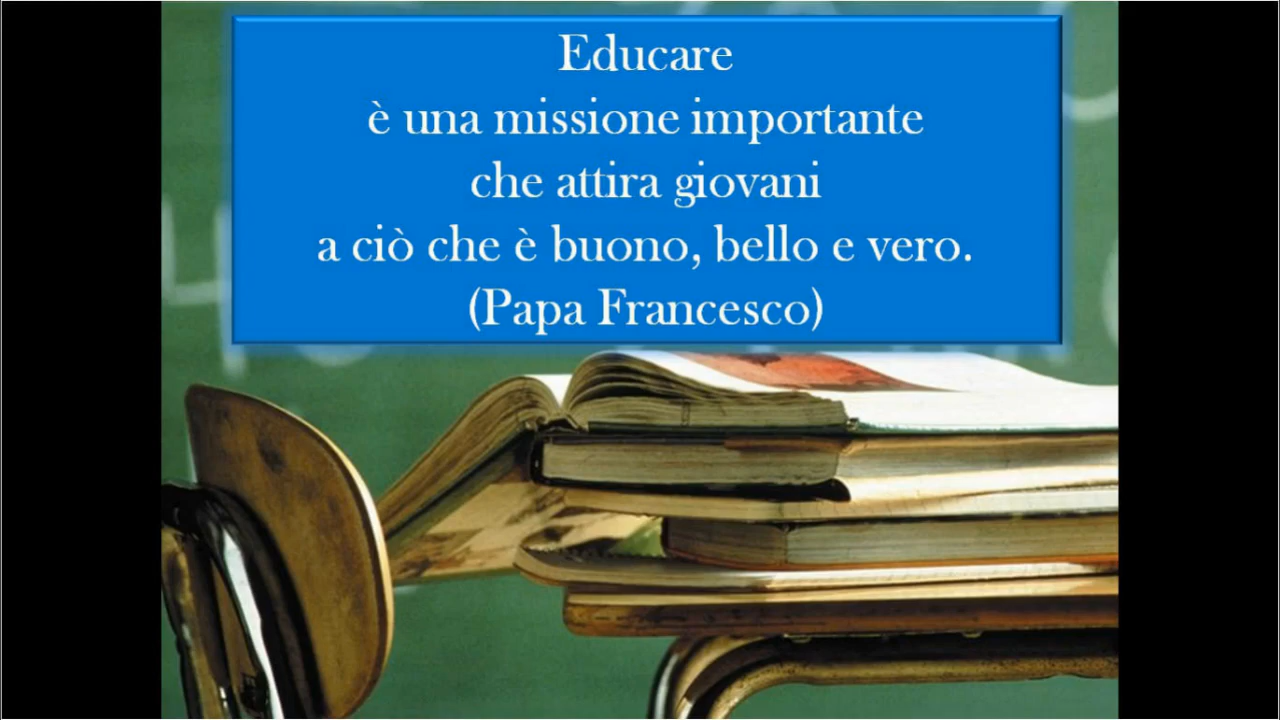 Educare
è una missione importante
che attira giovani
a ciò che è buono, bello e vero.
(Papa Francesco)